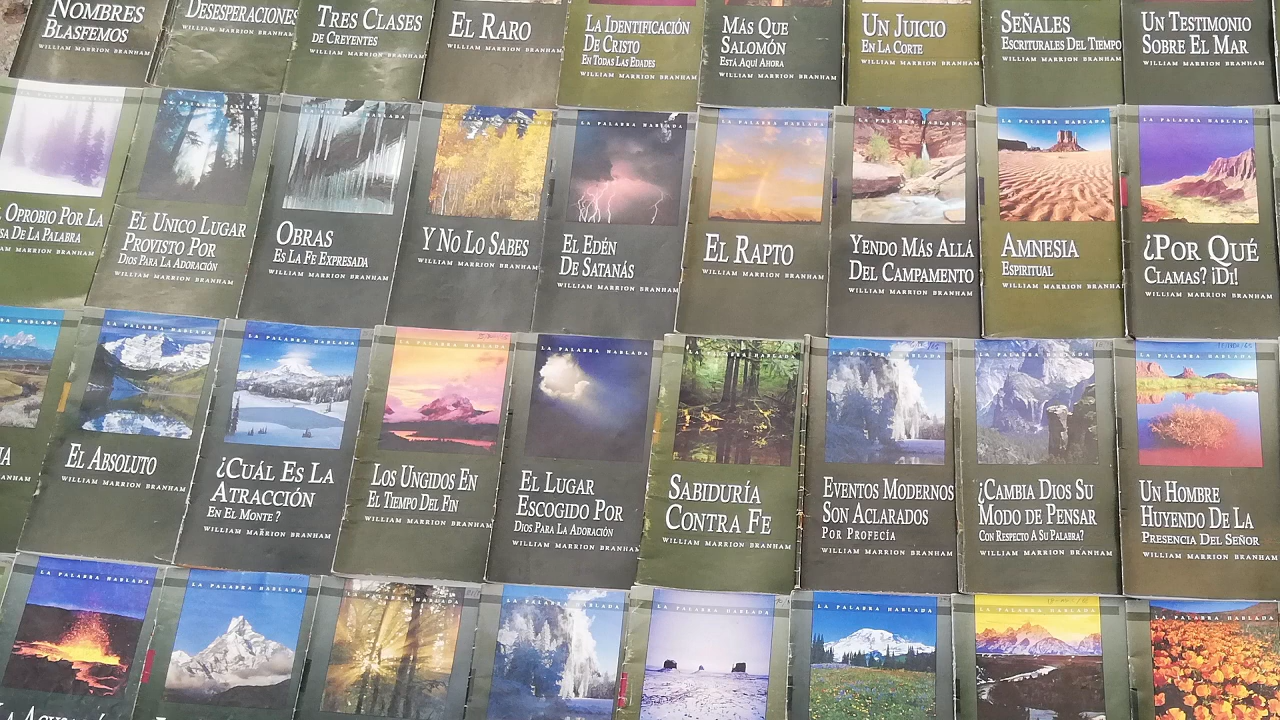 NOMBRES
BLASFEMOS
WILLIAM MARRION BRANHAM
DESESPERACIONES
WILLIAM MARRION BRANHAM
TRES CLASES
DE CREYENTES
WILLIAM MARRION BRANHAM
EL RARO
WILLIAM MARRION BRANHAM
LA IDENTIFICACIÓN
DE CRISTO
EN TODAS LAS EDADES
WILLIAM MARRION BRANHAM
MÁS QUE
SALOMÓN
ESTÁ AQUÍ AHORA
WILLIAM MARRION BRANHAM
UN JUICIO
EN LA CORTE
WILLIAM MARRION BRANHAM
SEÑALES
ESCRITURALES DEL TIEMPO
WILLIAM MARRION BRANHAM
UN TESTIMONIO
SOBRE EL MAR
WILLIAM MARRION BRANHAM
LA PALABRA HABLADA
OPROBIO POR LA
DE LA PALABRA
MARRION BRANHAM
LA PALABRA HABLADA
EL UNICO LUGAR
PROVISTO POR
DIOS PARA LA ADORACIÓN
WILLIAM MARRION BRANHAM
LA PALABRA HABLADA
OBRAS
ES LA FE EXPRESADA
WILLIAM MARRION BRANHAM
LA PALABRA HABLADA
Y NO LO SABES
WILLIAM MARRION BRANHAM
LA PALABRA HABLADA
EL EDÉN
DE SATANÁS
WILLIAM MARRION BRANHAM
LA PALABRA HABLADA
EL RAPTO
WILLIAM MARRION BRANHAM
LA PALABRA HABLADA
YENDO MÁS ALLÁ
DEL CAMPAMENTO
WILLIAM MARRION BRANHAM
LA PALABRA HABLADA
AMNESIA
ESPIRITUAL
WILLIAM MARRION BRANHAM
LA PALABRA HABLADA
¿POR QUÉ
CLAMAS? ¡DI!
WILLIAM MARRION BRANHAM
HABLADA
LA PALABRA HABLADA
EL ABSOLUTO
WILLIAM MARRION BRANHAM
LA PALABRA HABLADA
¿CUÁL ES LA
ATRACCIÓN
EN EL MONTE?
WILLIAM MARRION BRANHAM
LA PALABRA HABLADA
LOS UNGIDOS EN
EL TIEMPO DEL FIN
WILLIAM MARRION BRANHAM
LA PALABRA HABLADA
EL LUGAR
ESCOGIDO POR
DIOS PARA LA ADORACIÓN
WILLIAM MARRION BRANHAM
LA PALABRA HABLADA
SABIDURÍA
CONTRA FE
WILLIAM MARRION BRANHAM
LA PALABRA HABLADA
EVENTOS MODERNOS
SON ACLARADOS
POR PROFECÍA
WILLIAM MARRION BRANHAM
LA PALABRA HABLADA
¿CAMBIA DIOS SU
MODO DE PENSAR
CON RESPECTO A SU PALABRA?
WILLIAM MARRION BRANHAM
LA PALABRA HABLADA
UN HOMBRE
HUYENDO DE LA
PRESENCIA DEL SEÑOR
WILLIAM MARRION BRANHAM
LA PALABRA HABLADA
LA PALABRA HABLADA
LA PALABRA HABLADA
LA PALABRA HABLADA
LA PALABRA HABLADA
LA PALABRA HABLADA
LA PALABRA HABLADA
LA PALABRA HABLADA